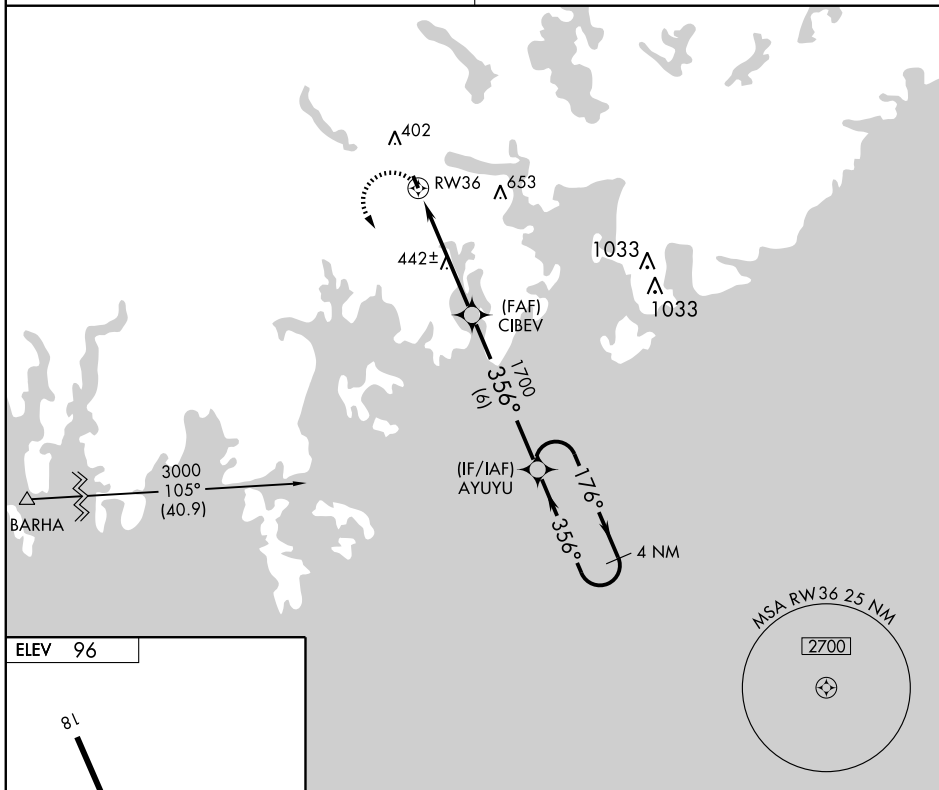 402
RW36
653
442±
1033
1033
(FAF)
CIBEV
1700
356°
(6)
(IF/IAF)
AYUYU
176°
356°
4 NM
3000
105°
(40.9)
BARHA
MSA RW36 25 NM
2700
ELEV 96
18